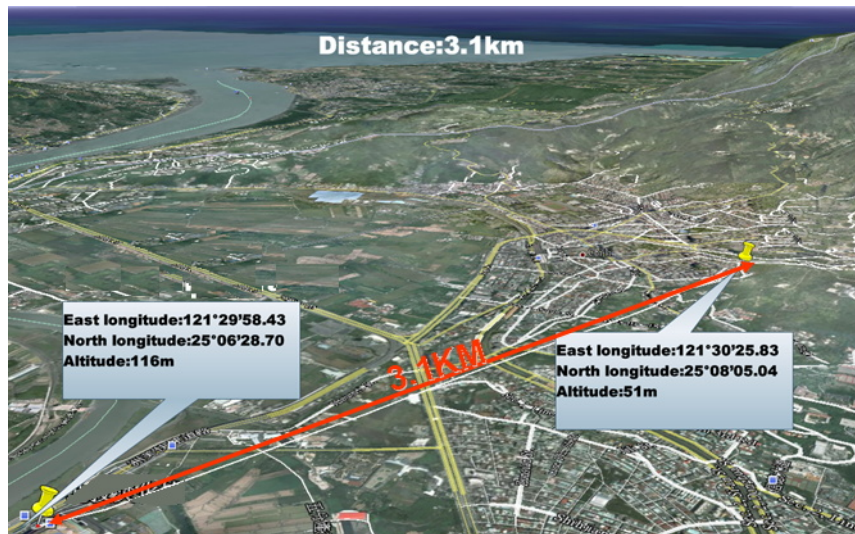 Distance:3.1km
East longitude:121°29'58.43
North longitude:25°06'28.70
Altitude:116m
3.1KM
East longitude:121°30'25.83
North longitude:25°08'05.04
Altitude:51m